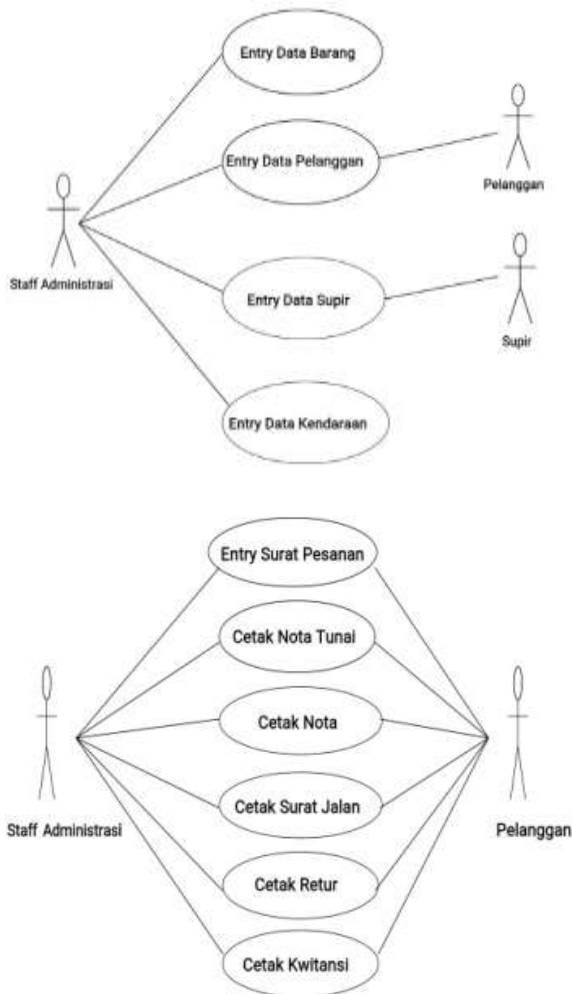 Entry Data Barang
Entry Data Pelanggan
Pelanggan
Staff Administrasi
Entry Data Supir
Supir
Entry Data Kendaraan
Entry Surat Pesanan
Cetak Nota Tunai
Cetak Nota
Cetak Surat Jalan
Staff Administrasi
Pelanggan
Cetak Retur
Cetak Kwitansi